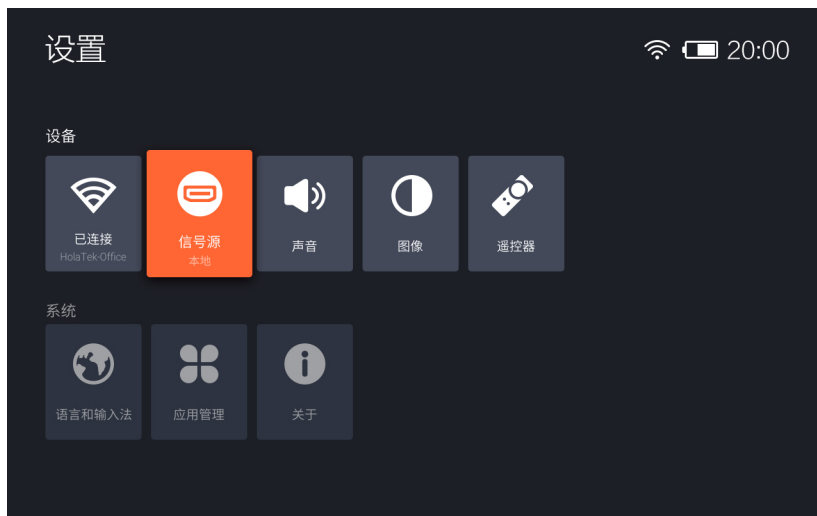 设置
20:00
设备
已连接
HolaTek-Office
信号源
本地
声音
图像
遥控器
系统
语言和输入法
应用管理
关于